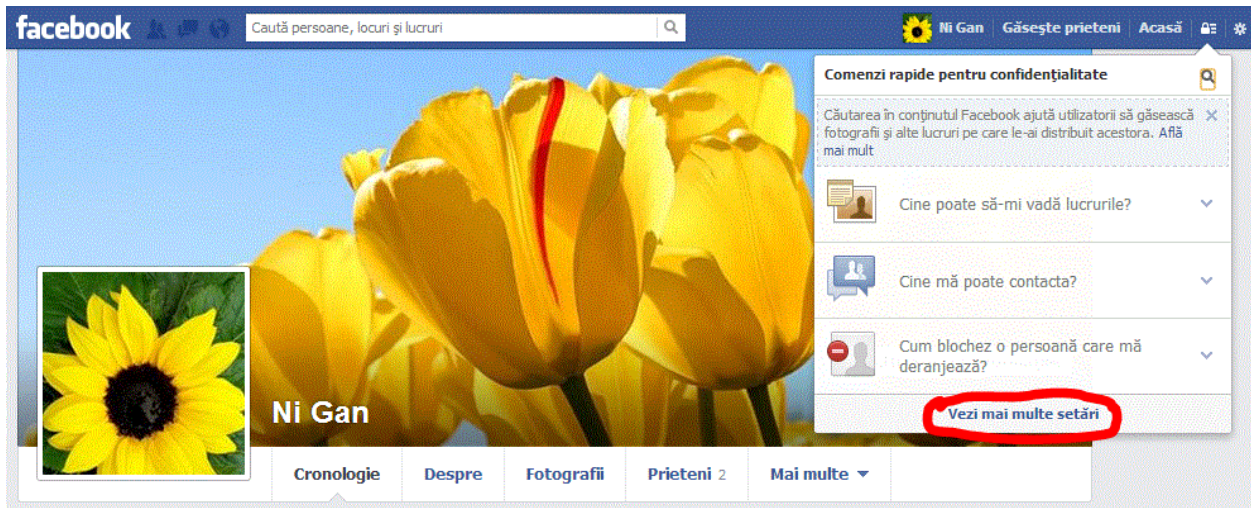 facebook
Caută persoane, locuri și lucruri
Ni Gan
Găsește prieteni
Acasă
Comenzi rapide pentru confidențialitate
Căutarea în conținutul Facebook ajută utilizatorii să găsească
fotografii și alte lucruri pe care le-ai distribuit acestora. Află
mai mult
Cine poate să-mi vadă lucrurile?
Cine mă poate contacta?
Cum blochez o persoană care mă
deranjează?
Vezi mai multe setări
Ni Gan
Cronologie
Despre
Fotografii
Prieteni 2
Mai multe